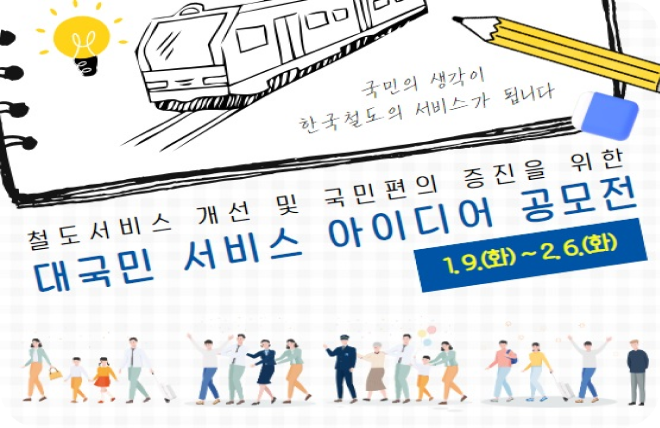 국민의 생각이
한국철도의 서비스가 됩니다
철도서비스 개선 및 국민편의 증진을 위한
대국민 서비스 아이디어 공모전
1. 9.(화) ~ 2. 6.(화)